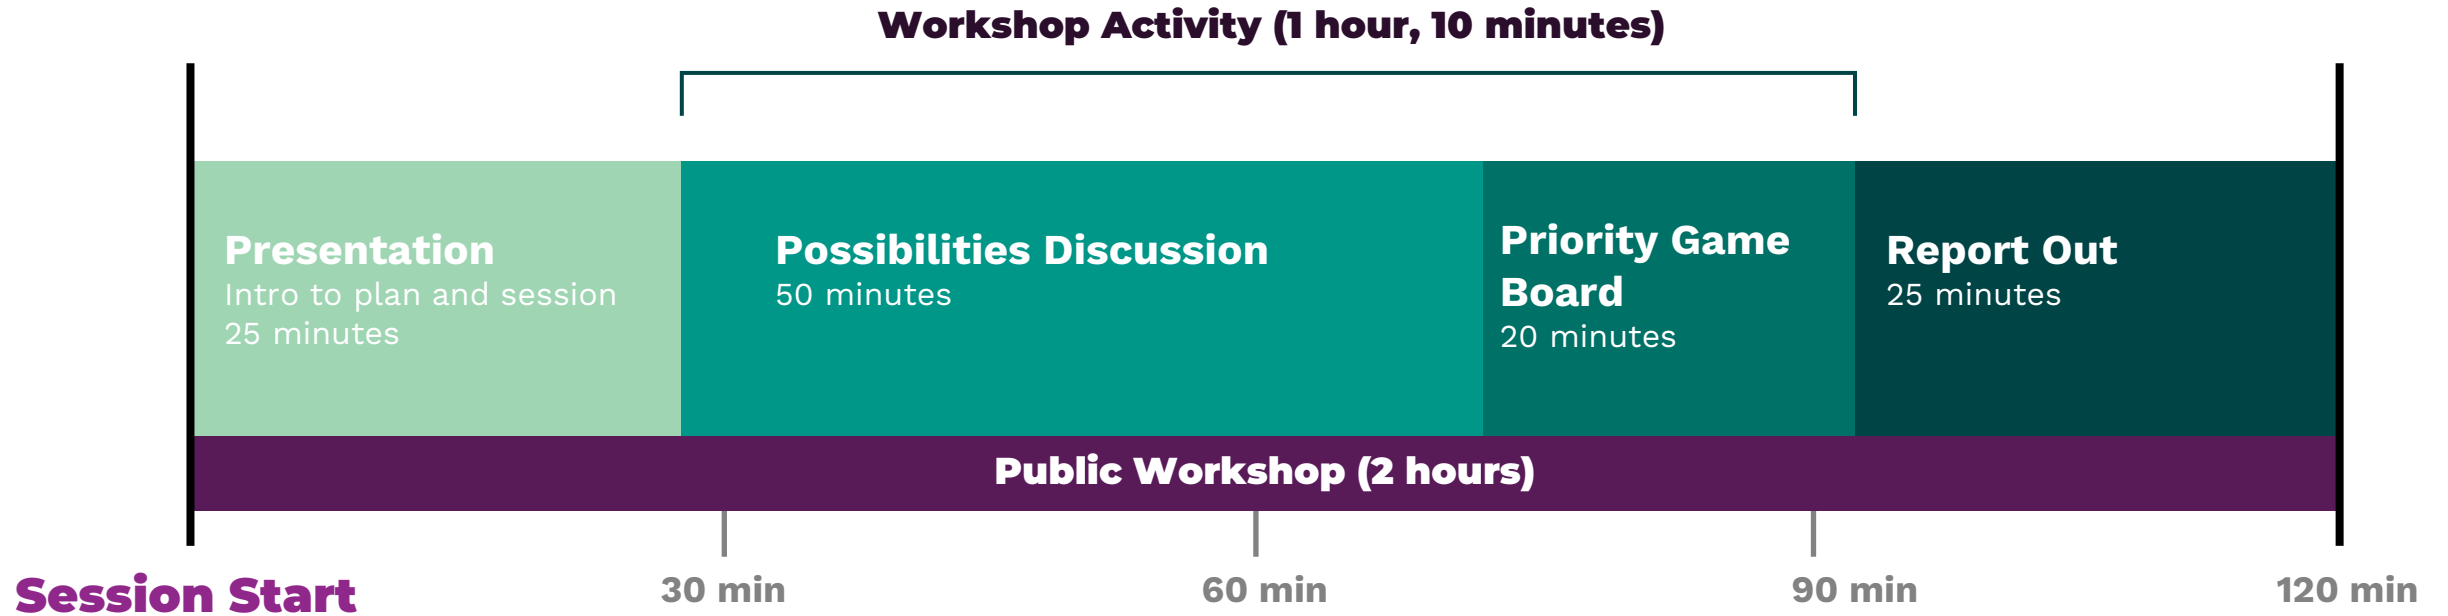 Workshop Activity (1 hour, 10 minutes)
Presentation
Intro to plan and session
25 minutes
Possibilities Discussion
50 minutes
Priority Game
Board
20 minutes
Report Out
25 minutes
Public Workshop (2 hours)
Session Start
30 min
60 min
90 min
120 min